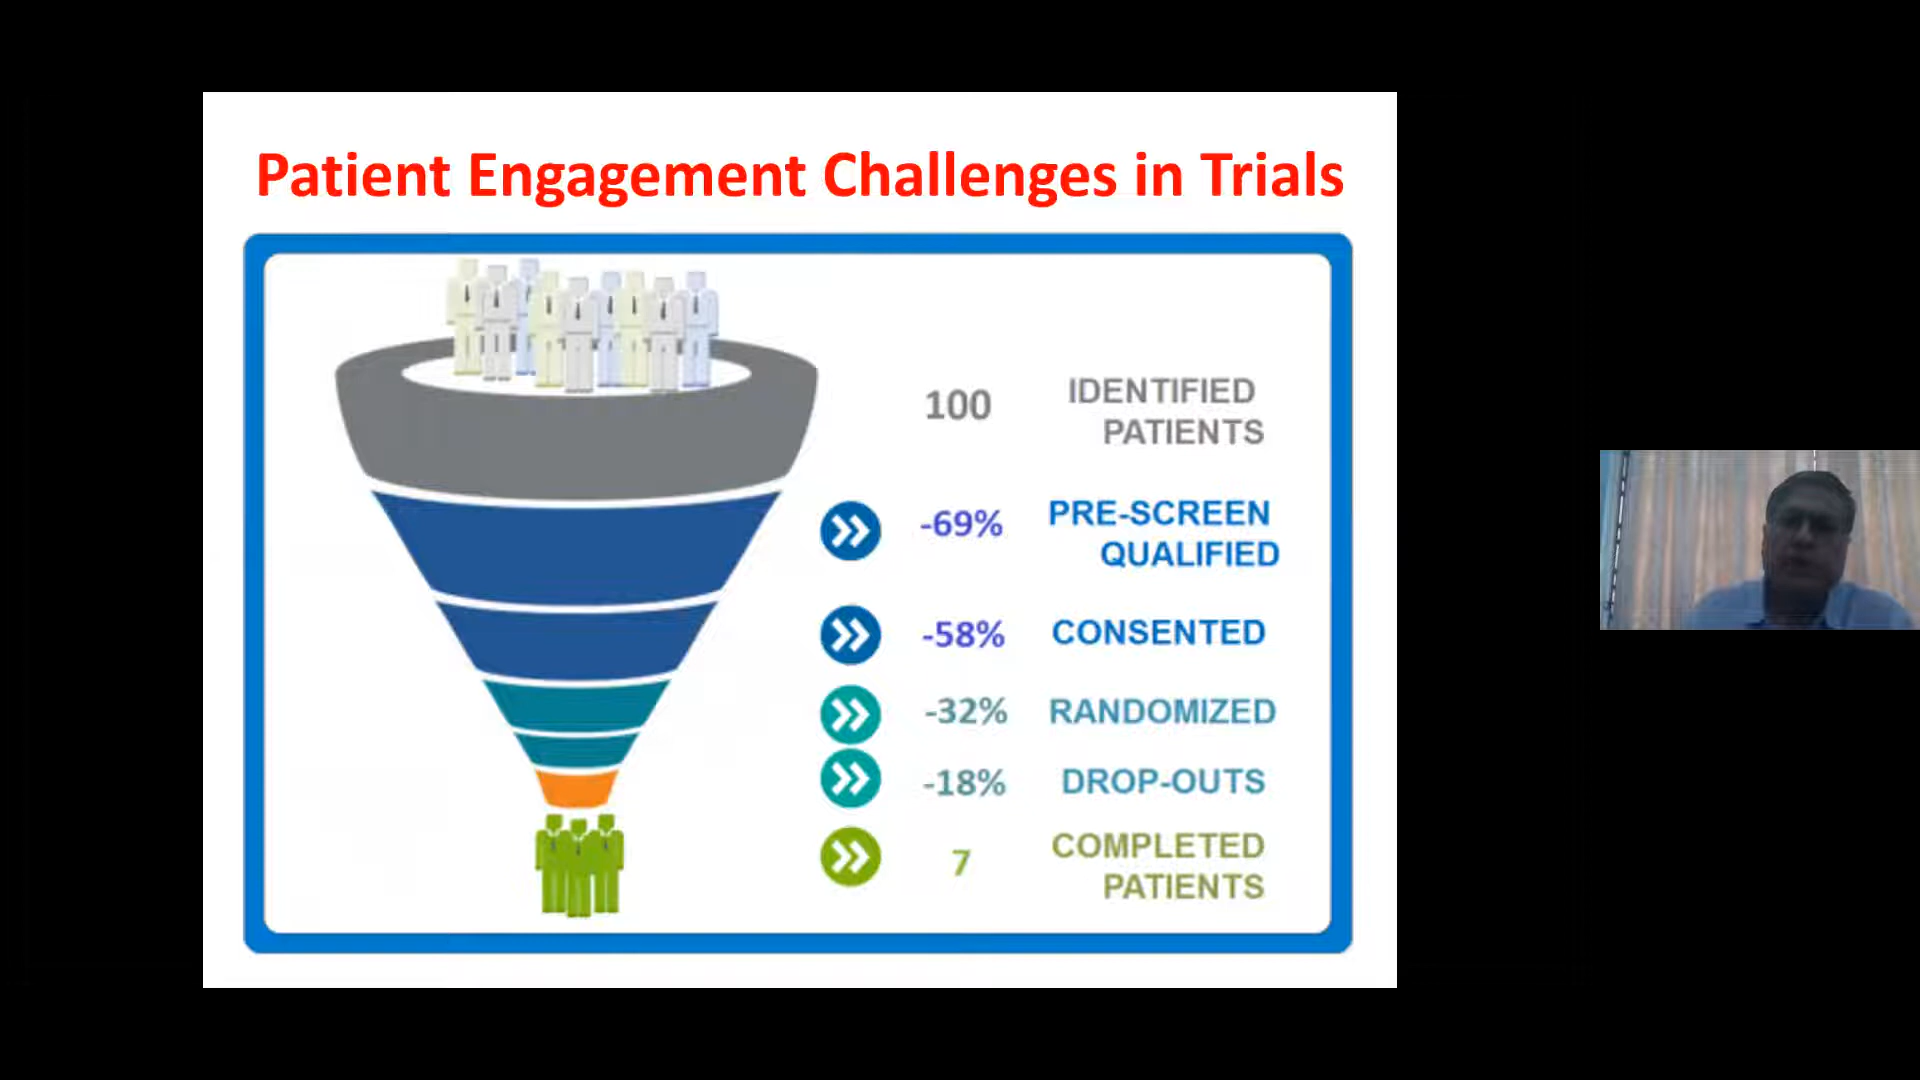 Patient Engagement Challenges in Trials
100 IDENTIFIED
PATIENTS
-69% PRE-SCREEN
QUALIFIED
-58% CONSENTED
-32% RANDOMIZED
-18% DROP-OUTS
7 COMPLETED
PATIENTS